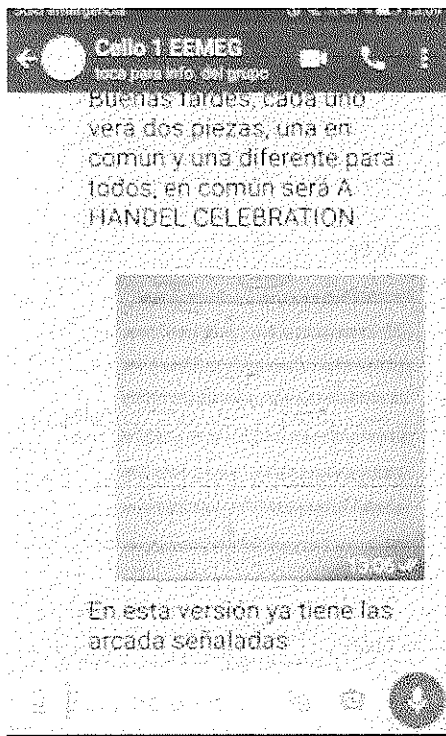 Cello 1 EEMEG
toca para info. del grupo
Buenas tardes, cada uno
verá dos piezas, una en
común y una diferente para
todos, en común será A
HANDEL CELEBRATION
En esta versión ya tiene las
arcada señaladas